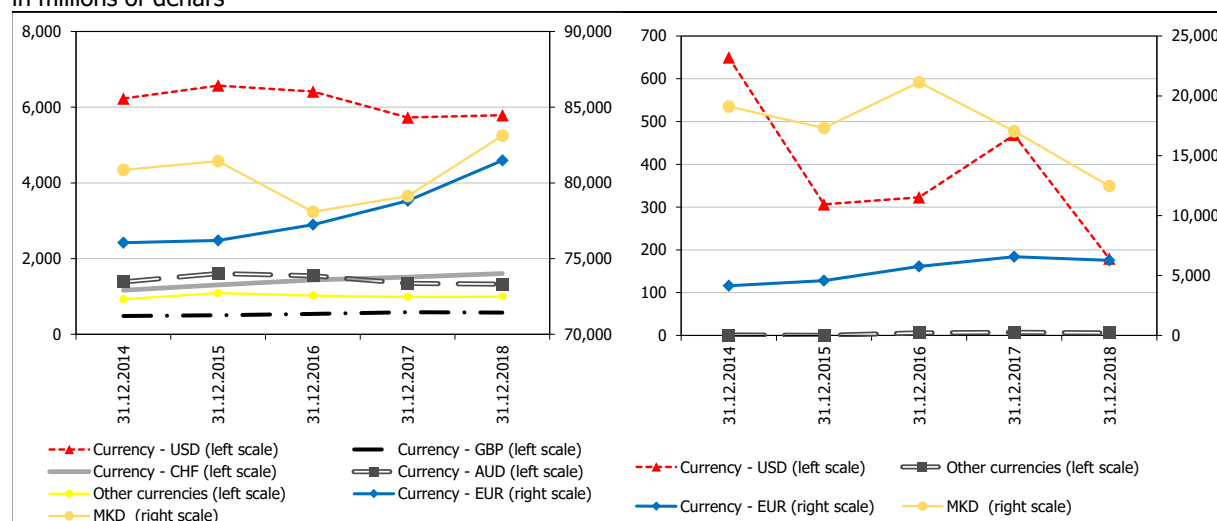 in millions of denars
8,000
6,000
4,000
2,000
0
90,000
85,000
80,000
75,000
70,000
31.12.2014
31.12.2015
31.12.2016
31.12.2017
31.12.2018
Currency - USD (left scale)
Currency - GBP (left scale)
Currency - CHF (left scale)
Currency - AUD (left scale)
Other currencies (left scale)
Currency - EUR (right scale)
MKD (right scale)
700
600
500
400
300
200
100
0
25,000
20,000
15,000
10,000
5,000
0
31.12.2014
31.12.2015
31.12.2016
31.12.2017
31.12.2018
Currency - USD (left scale)
Other currencies (left scale)
Currency - EUR (right scale)
MKD (right scale)